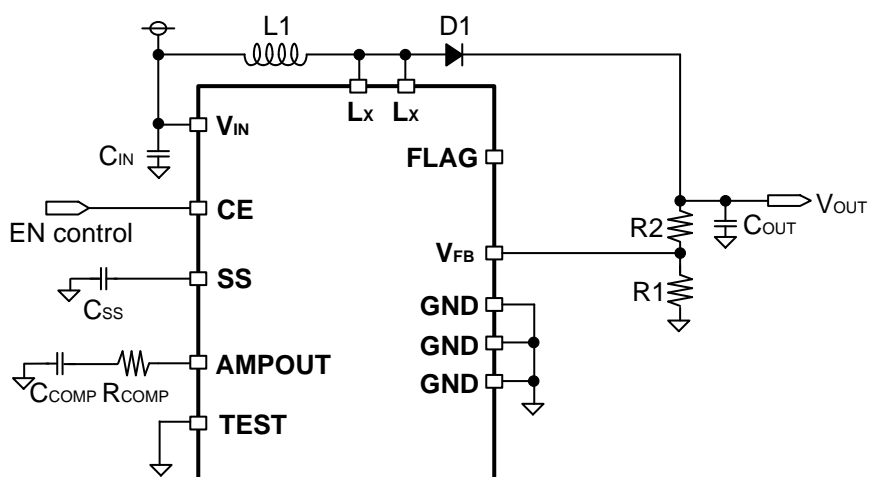 L1
D1
LX
LX
VIN
CIN
FLAG
CE
EN control
VOUT
COUT
R2
VFB
SS
R1
CSS
GND
GND
AMPOUT
GND
CCOMP RCOMP
TEST